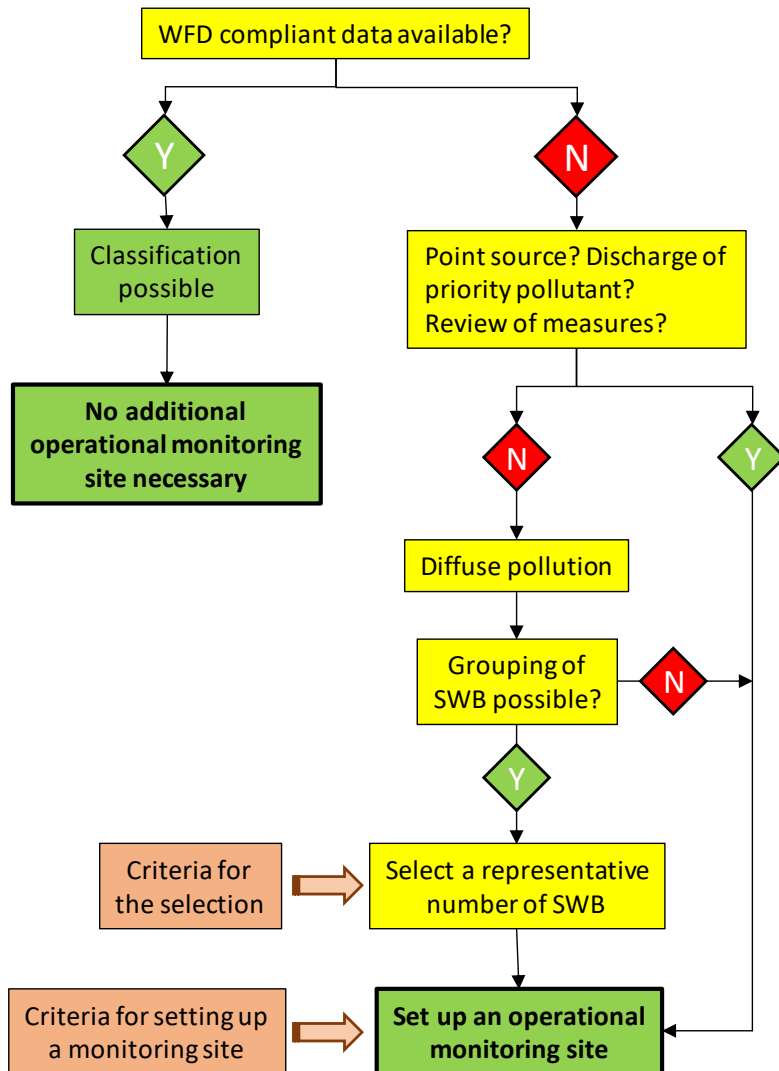 WFD compliant data available?
Y
N
Classification
possible
Point source? Discharge of
priority pollutant?
Review of measures?
No additional
operational monitoring
site necessary
N
Y
Diffuse pollution
Grouping of
SWB possible?
N
Y
Criteria for
the selection
Select a representative
number of SWB
Criteria for setting up
a monitoring site
Set up an operational
monitoring site